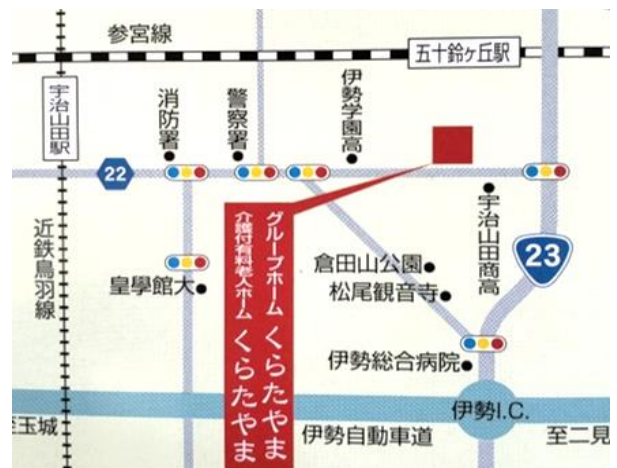 参宮線
五十鈴ヶ丘駅
宇治山田駅
消防署
警察署
伊勢学園高
22
宇治山田商高
近鉄鳥羽線
皇學館大
グループホーム くらたやま
介護付有料老人ホーム くらたやま
倉田山公園
松尾観音寺
23
伊勢総合病院
伊勢I.C.
至玉城
伊勢自動車道
至二見